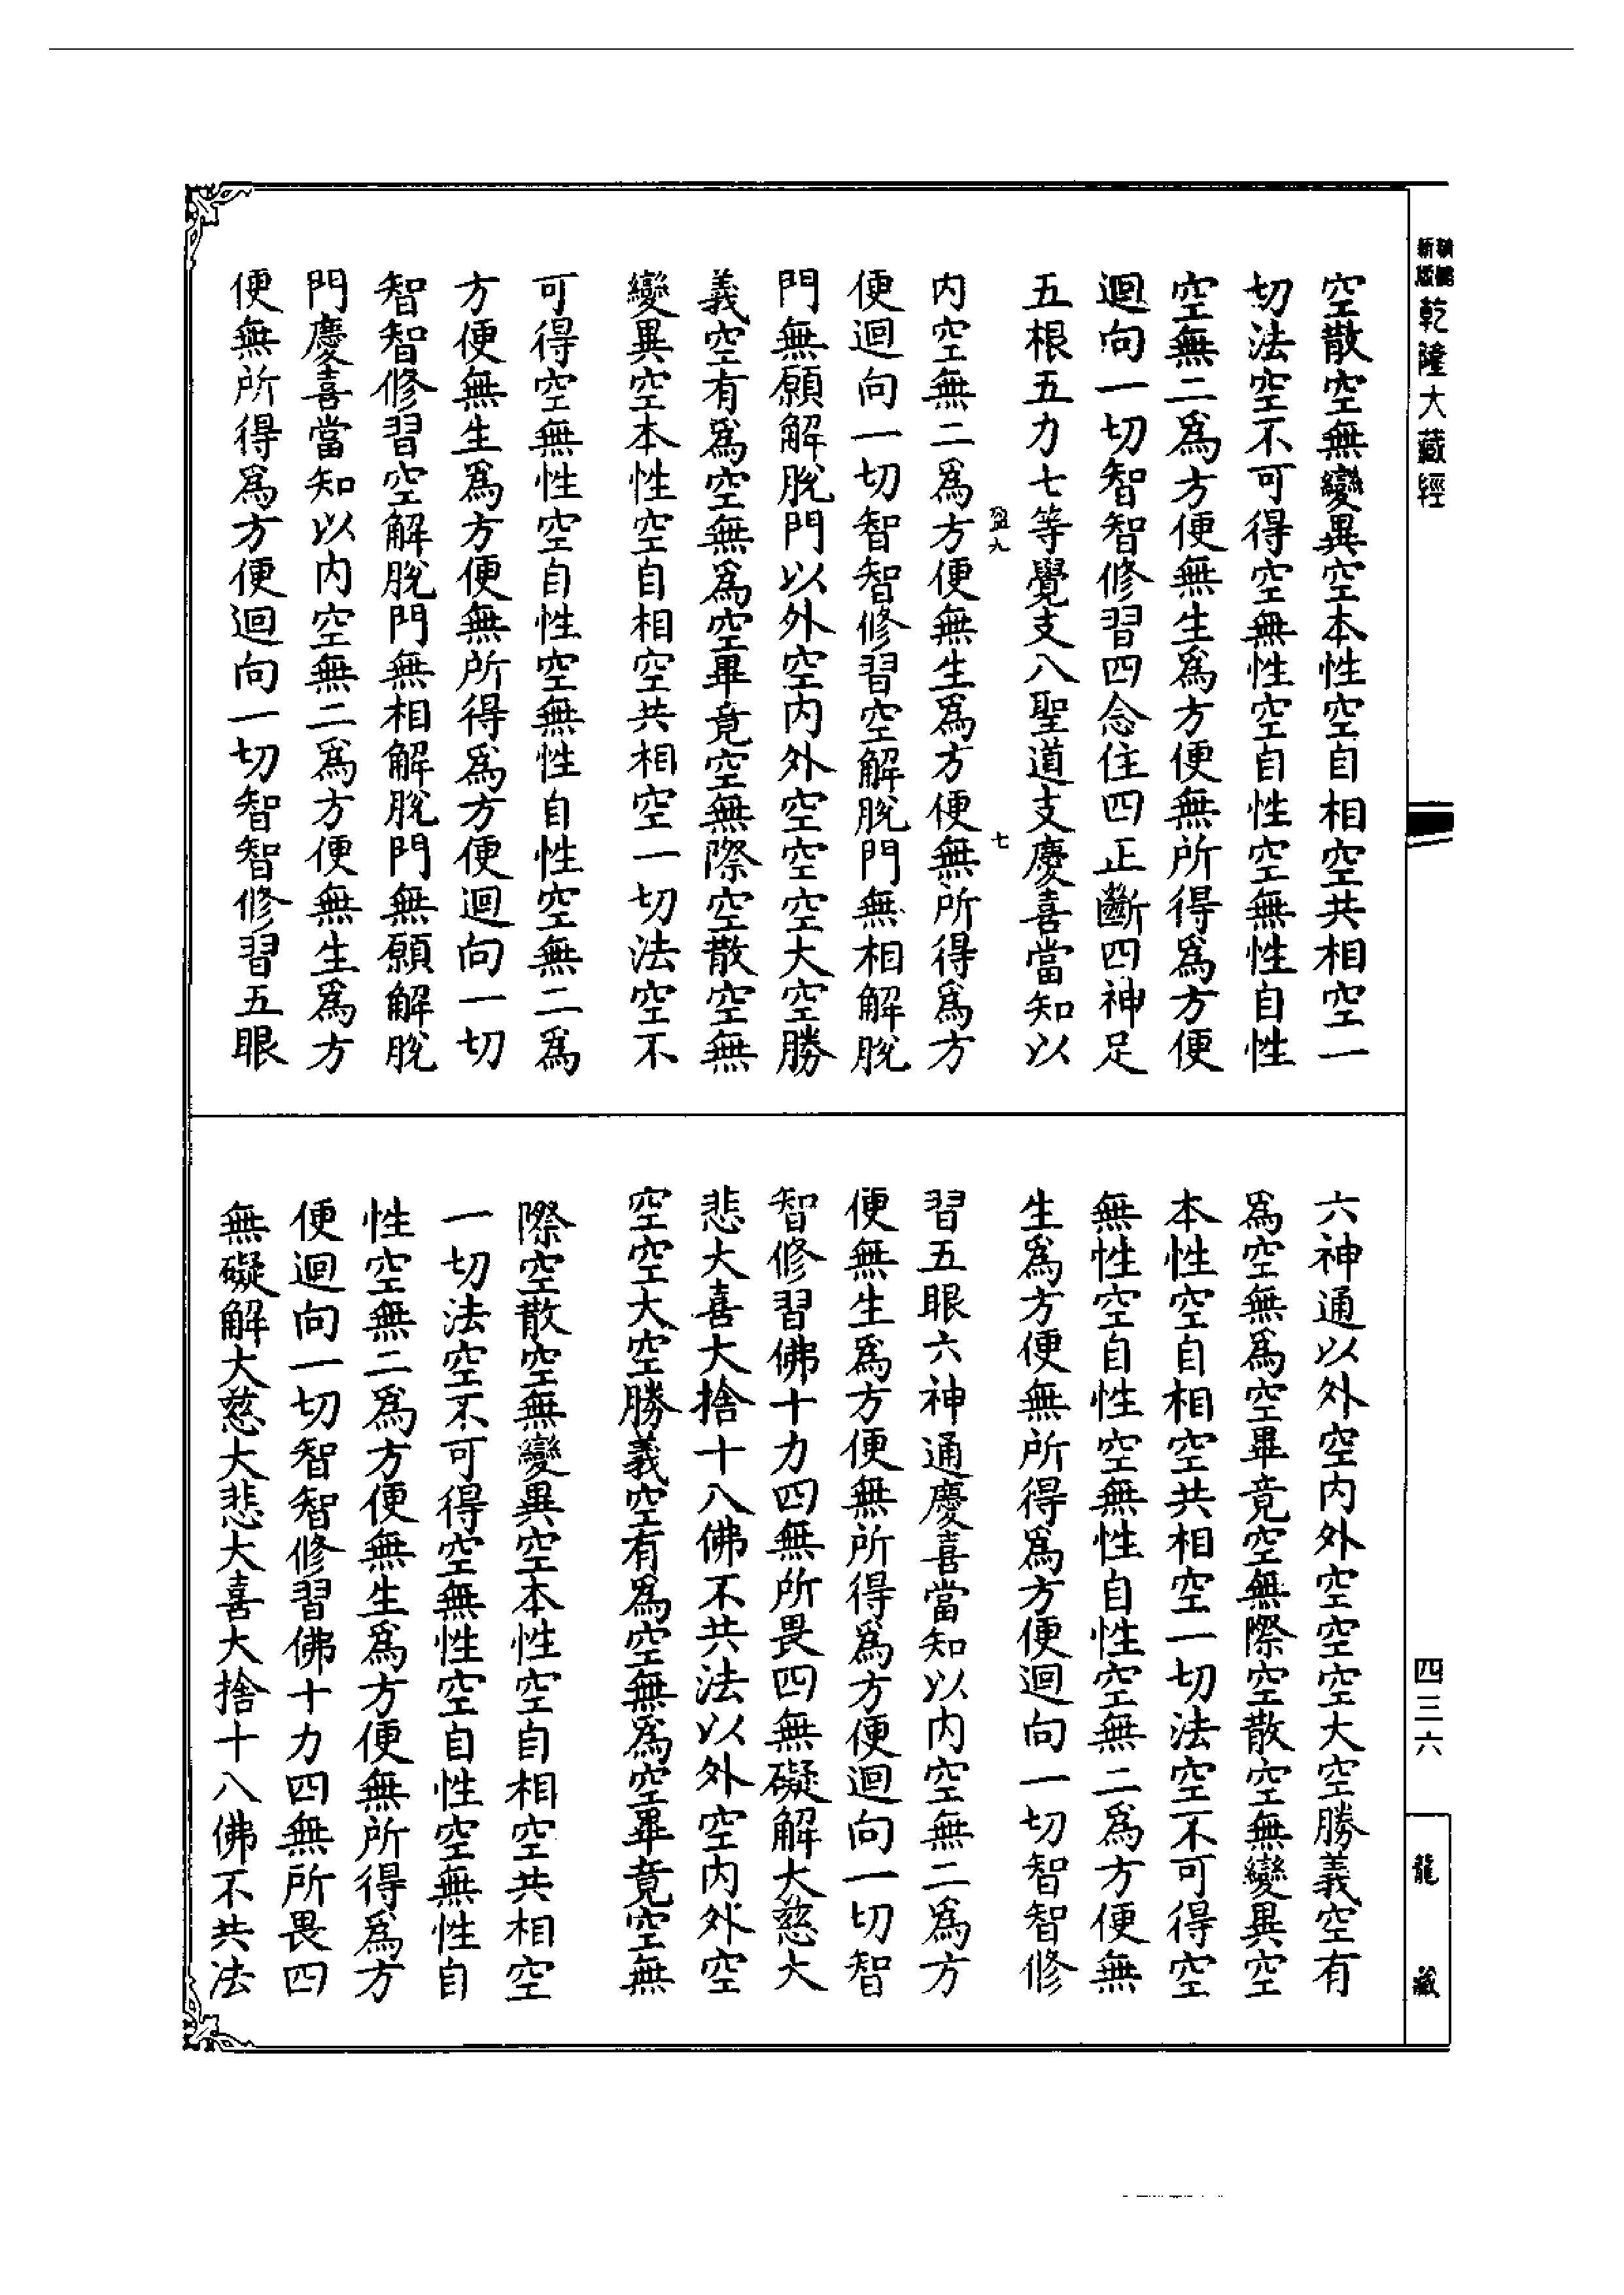 新編縮版
乾隆大藏經
空散空無變異空本性空自相空共相空一
切法空不可得空無性空自性空無性自性
空無二爲方便無生爲方便無所得爲方便
迴向一切智智修習四念住四正斷四神足
五根五力七等覺支八聖道支慶喜當知以
盈九
七
内空無二爲方便無生爲方便無所得爲方
便迴向一切智智修習空解脫門無相解脫
門無願解脫門以外空内外空空空大空勝
義空有爲空無爲空畢竟空無際空散空無
變異空本性空自相空共相空一切法空不
可得空無性空自性空無性自性空無二爲
方便無生爲方便無所得爲方便迴向一切
智智修習空解脫門無相解脫門無願解脫
門慶喜當知以内空無二爲方便無生爲方
便無所得爲方便迴向一切智智修習五眼
六神通以外空内外空空空大空勝義空有
爲空無爲空畢竟空無際空散空無變異空
本性空自相空共相空一切法空不可得空
無性空自性空無性自性空無二爲方便無
生爲方便無所得爲方便迴向一切智智修
習五眼六神通慶喜當知以内空無二爲方
便無生爲方便無所得爲方便迴向一切智
智修習佛十力四無所畏四無礙解大慈大
悲大喜大捨十八佛不共法以外空内外空
空空大空勝義空有爲空無爲空畢竟空無
際空散空無變異空本性空自相空共相空
一切法空不可得空無性空自性空無性自
性空無二爲方便無生爲方便無所得爲方
便迴向一切智智修習佛十力四無所畏四
無礙解大慈大悲大喜大捨十八佛不共法
四三六
龍藏